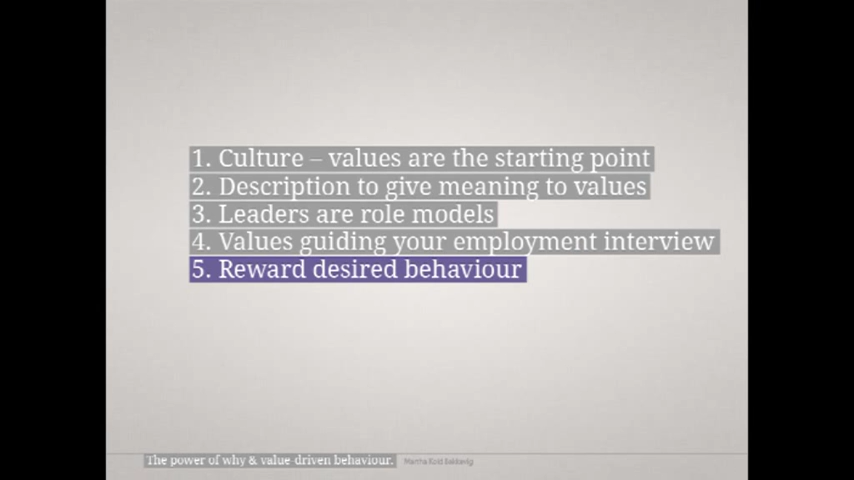 1. Culture – values are the starting point
2. Description to give meaning to values
3. Leaders are role models
4. Values guiding your employment interview
5. Reward desired behaviour
The power of why & value-driven behaviour.